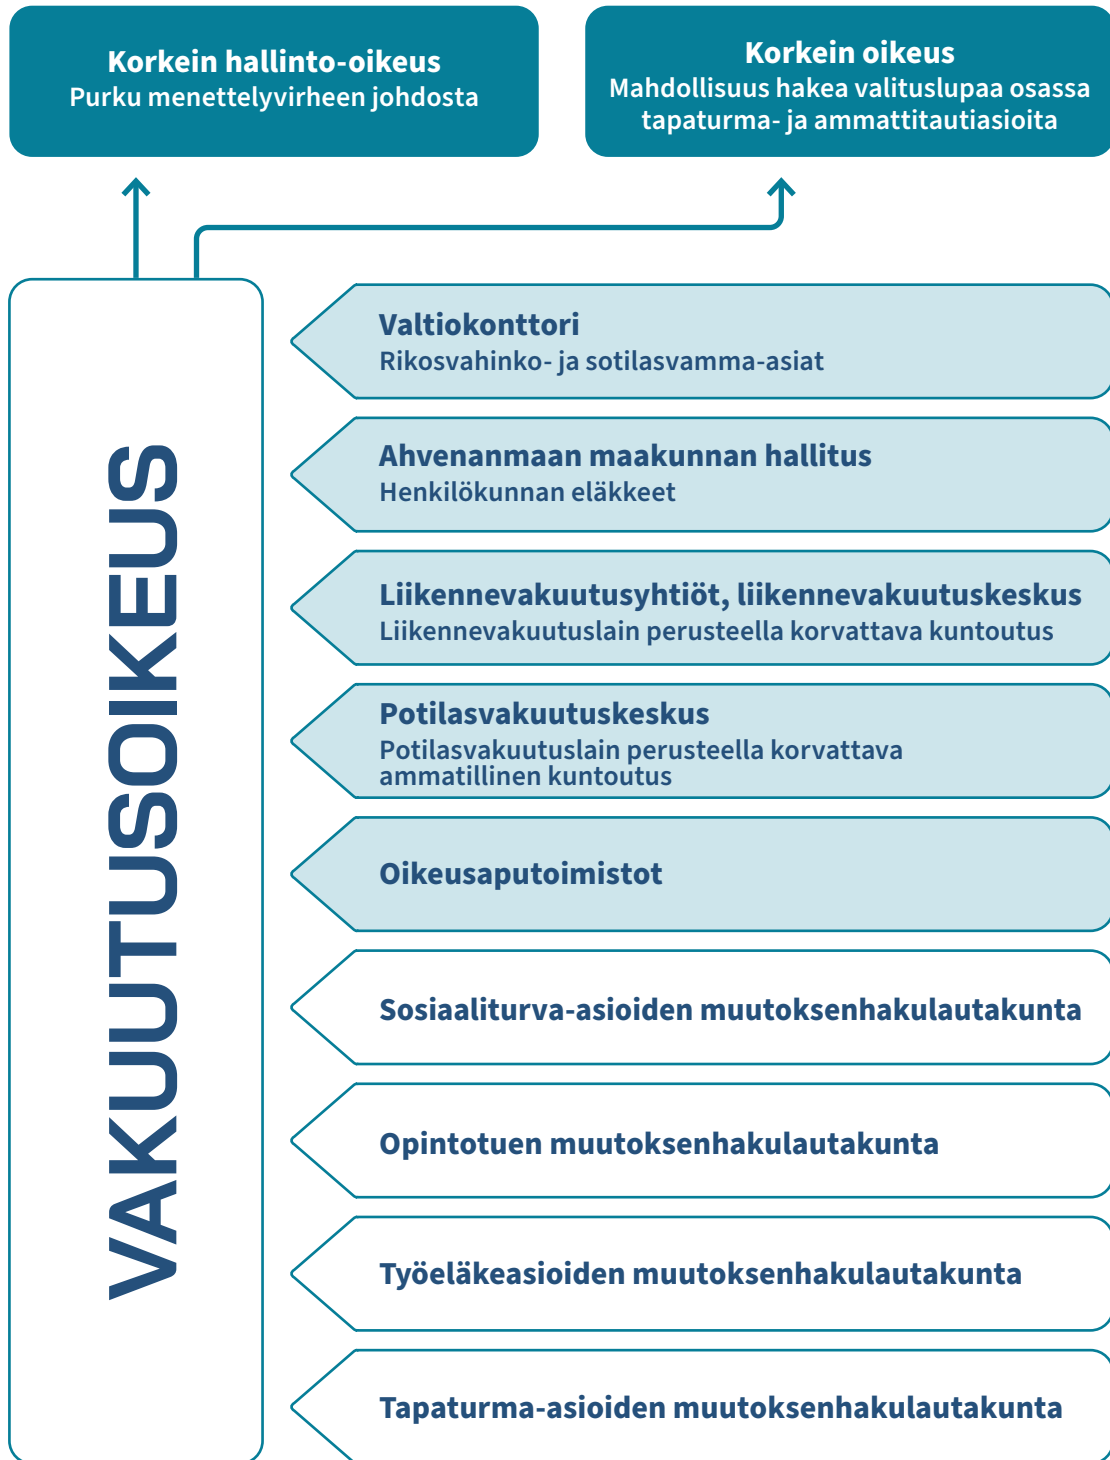 Korkein hallinto-oikeus
Purku menettelyvirheen johdosta
Korkein oikeus
Mahdollisuus hakea valituslupaa osassa
tapaturma- ja ammattitautiasioita
VAKUUTUSOIKEUS
Valtiokonttori
Rikosvahinko- ja sotilasvamma-asiat
Ahvenanmaan maakunnan hallitus
Henkilökunnan eläkkeet
Liikennevakuutusyhtiöt, liikennevakuutuskeskus
Liikennevakuutuslain perusteella korvattava kuntoutus
Potilasvakuutuskeskus
Potilasvakuutuslain perusteella korvattava
ammatillinen kuntoutus
Oikeusaputoimistot
Sosiaaliturva-asioiden muutoksenhakulautakunta
Opintotuen muutoksenhakulautakunta
Työeläkeasioiden muutoksenhakulautakunta
Tapaturma-asioiden muutoksenhakulautakunta